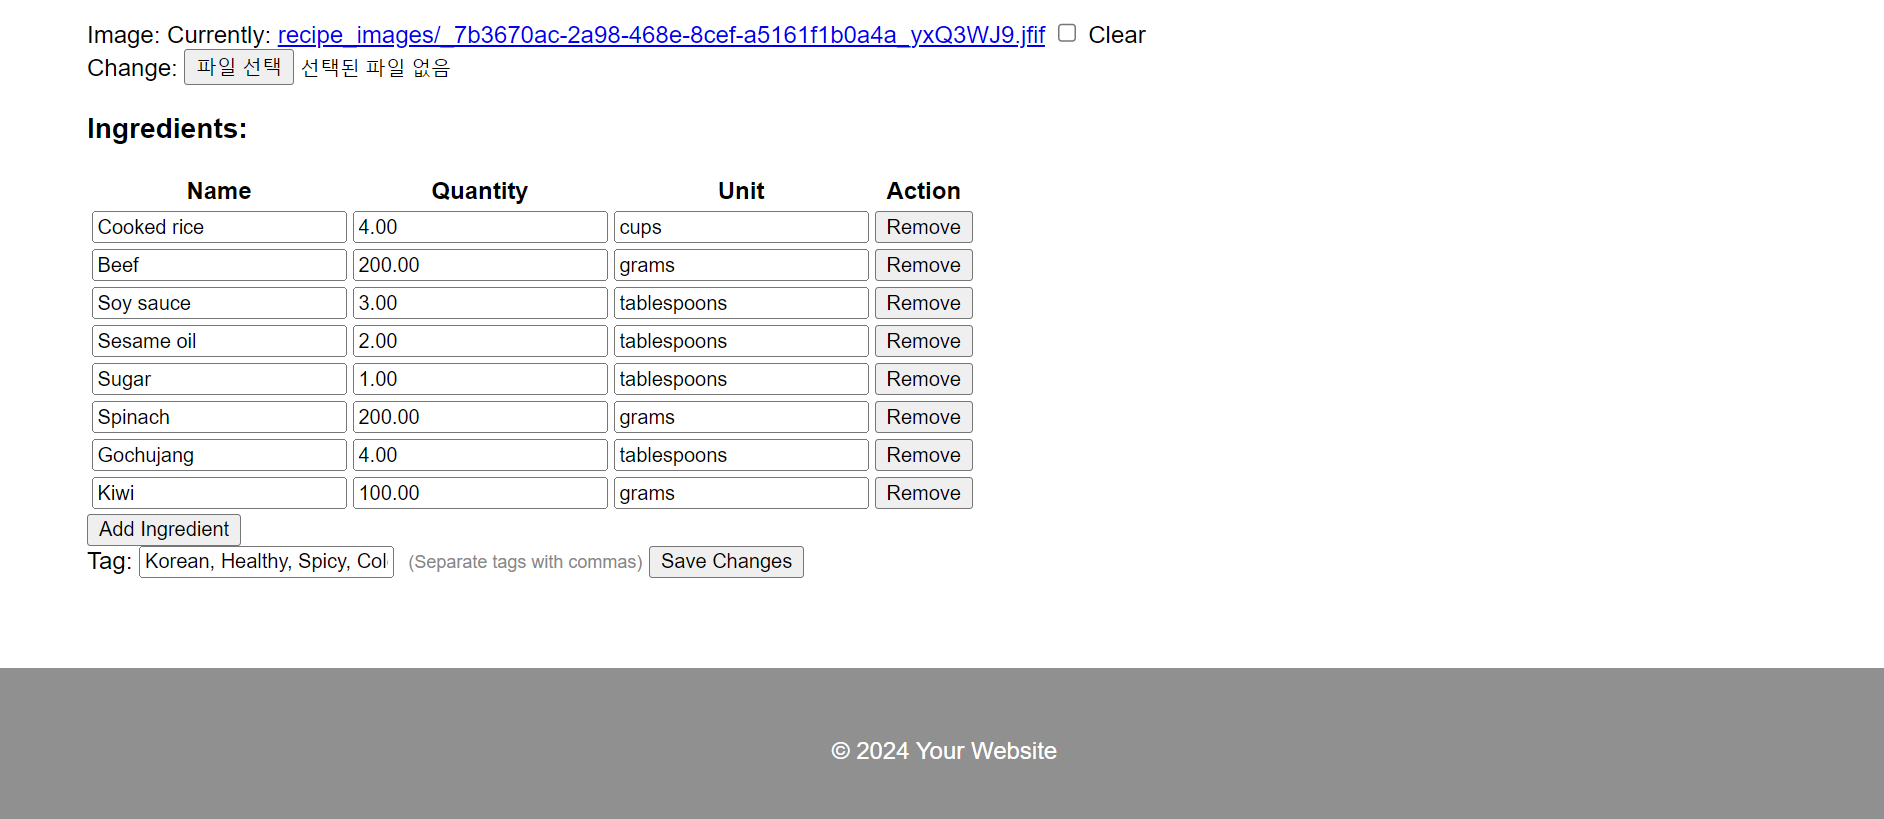 Image: Currently: recipe_images/_7b3670ac-2a98-468e-8cef-a5161f1b0a4a_yxQ3WJ9.jfif Clear
Change: 파일 선택 선택된 파일 없음
Ingredients:
Name Quantity Unit Action
Cooked rice 4.00 cups Remove
Beef 200.00 grams Remove
Soy sauce 3.00 tablespoons Remove
Sesame oil 2.00 tablespoons Remove
Sugar 1.00 tablespoons Remove
Spinach 200.00 grams Remove
Gochujang 4.00 tablespoons Remove
Kiwi 100.00 grams Remove
Add Ingredient
Tag: Korean, Healthy, Spicy, Col (Separate tags with commas) Save Changes
© 2024 Your Website